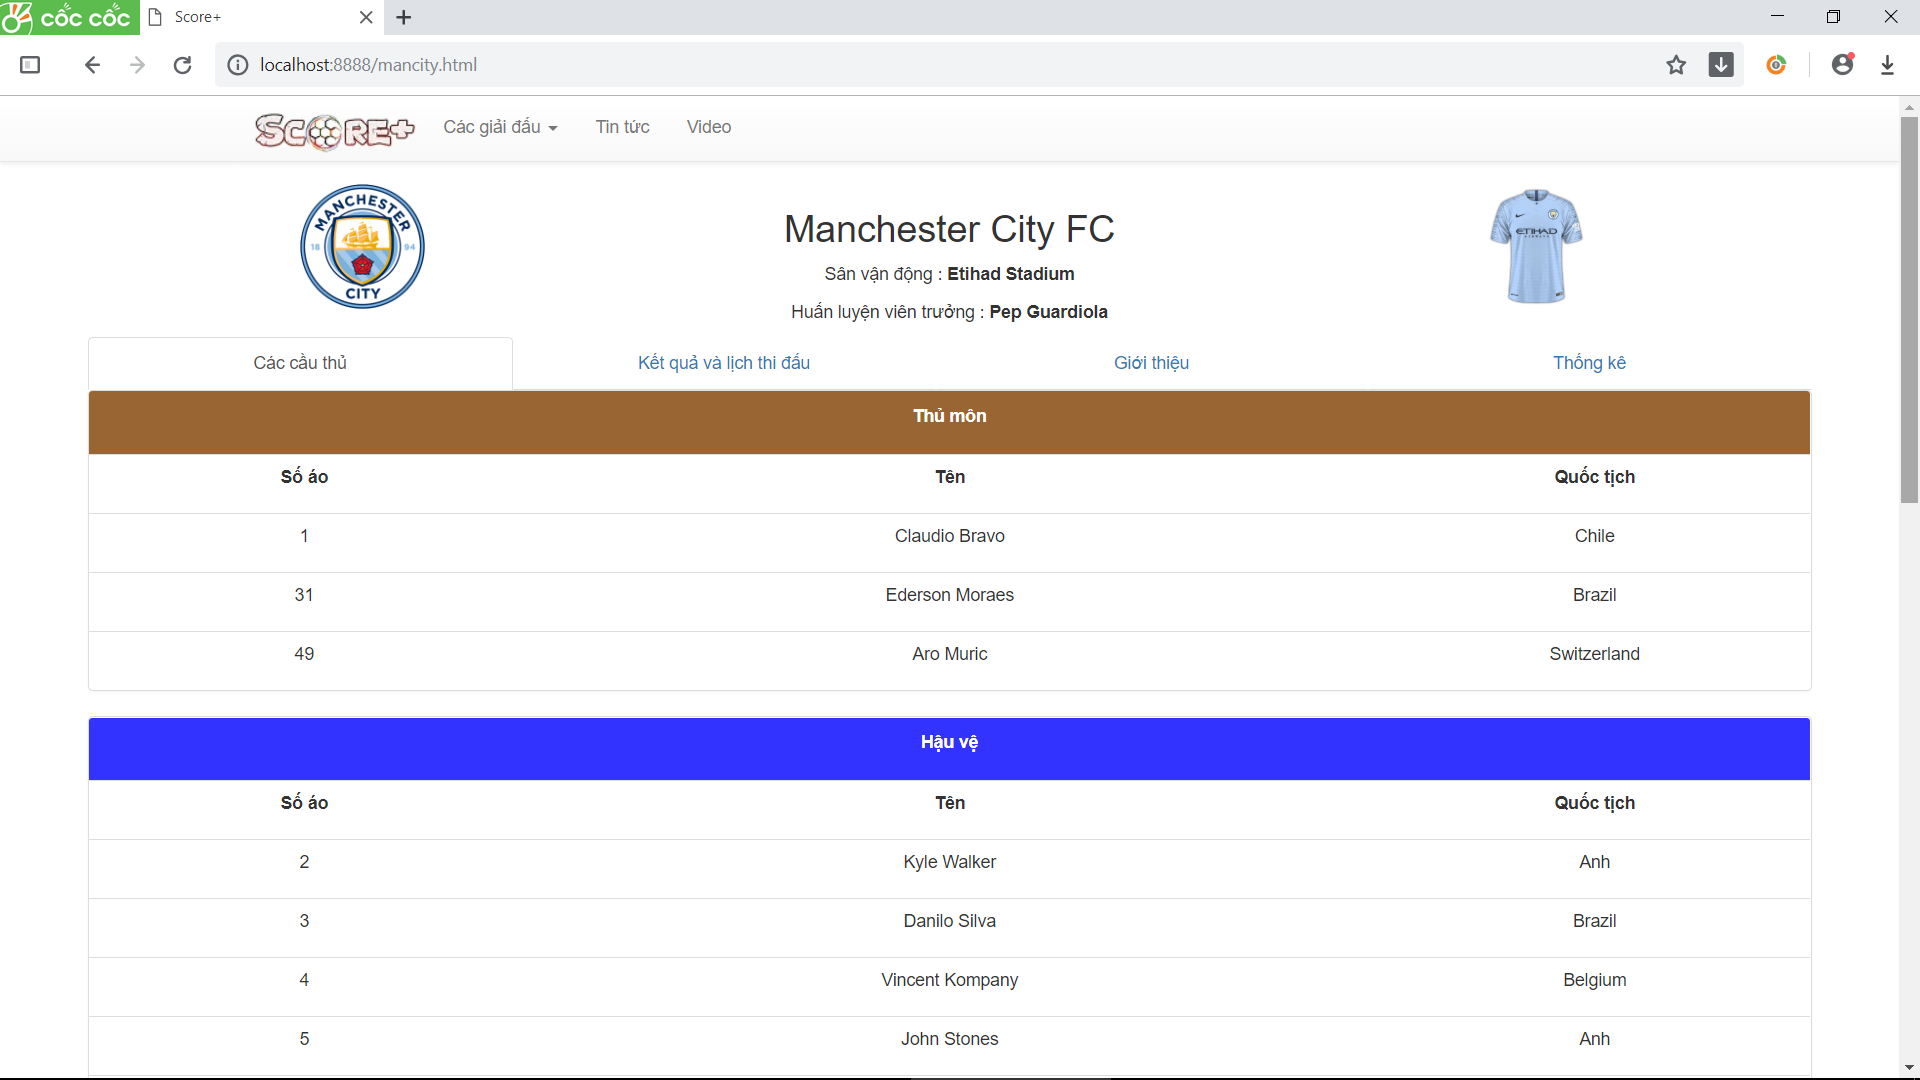 cốc cốc
Score+
localhost:8888/mancity.html
SCORE+ Các giải đấu Tin tức Video
MANCHESTER
18 94
CITY
Manchester City FC
Sân vận động : Etihad Stadium
Huấn luyện viên trưởng : Pep Guardiola
ETIHAD
Các cầu thủ Kết quả và lịch thi đấu Giới thiệu Thống kê
Thủ môn
Số áo Tên Quốc tịch
1 Claudio Bravo Chile
31 Ederson Moraes Brazil
49 Aro Muric Switzerland
Hậu vệ
Số áo Tên Quốc tịch
2 Kyle Walker Anh
3 Danilo Silva Brazil
4 Vincent Kompany Belgium
5 John Stones Anh